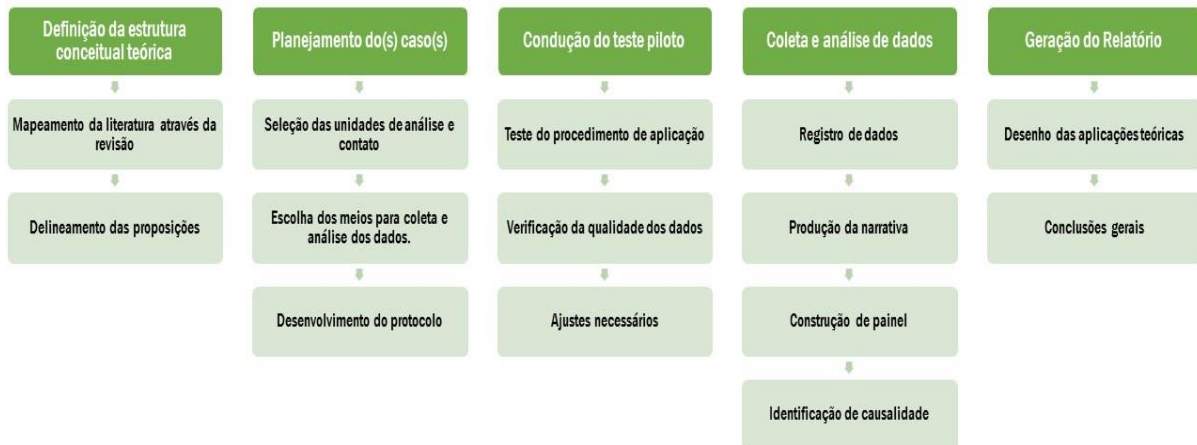 Definição da estrutura
conceitual teórica
Mapeamento da literatura através da
revisão
Delineamento das proposições
Planejamento do(s) caso(s)
Seleção das unidades de análise e
contato
Escolha dos meios para coleta e
análise dos dados.
Desenvolvimento do protocolo
Condução do teste piloto
Teste do procedimento de aplicação
Verificação da qualidade dos dados
Ajustes necessários
Coleta e análise de dados
Registro de dados
Produção da narrativa
Construção de painel
Identificação de causalidade
Geração do Relatório
Desenho das aplicações teóricas
Conclusões gerais